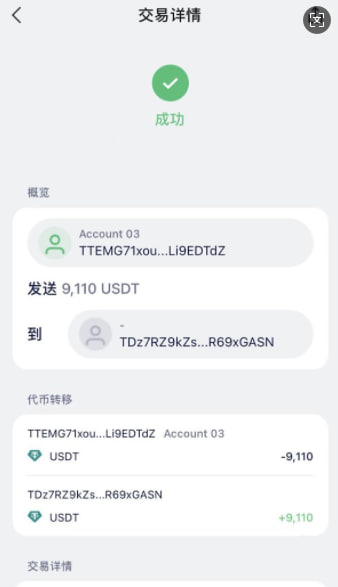 交易详情
成功
概览
Account 03
TTEMG71xou...Li9EDTdZ
发送 9,110 USDT
-
到
TDz7RZ9kZs...R69xGASN
代币转移
TTEMG71xou...Li9EDTdZ Account 03
USDT -9,110
TDz7RZ9kZs...R69xGASN
USDT +9,110
交易详情